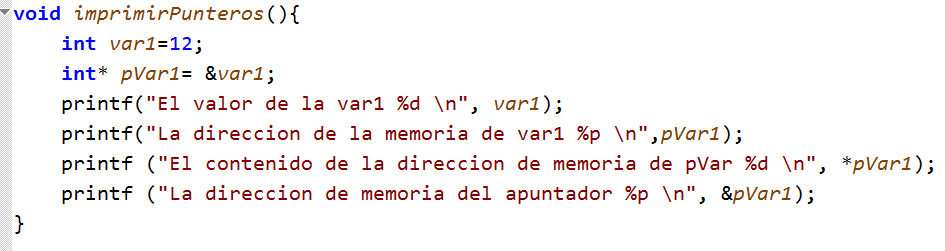 void imprimirPunteros(){
int var1=12;
int* pVar1= &var1;
printf("El valor de la var1 %d \n", var1);
printf("La direccion de la memoria de var1 %p \n",pVar1);
printf ("El contenido de la direccion de memoria de pVar %d \n", *pVar1);
printf ("La direccion de memoria del apuntador %p \n", &pVar1);
}